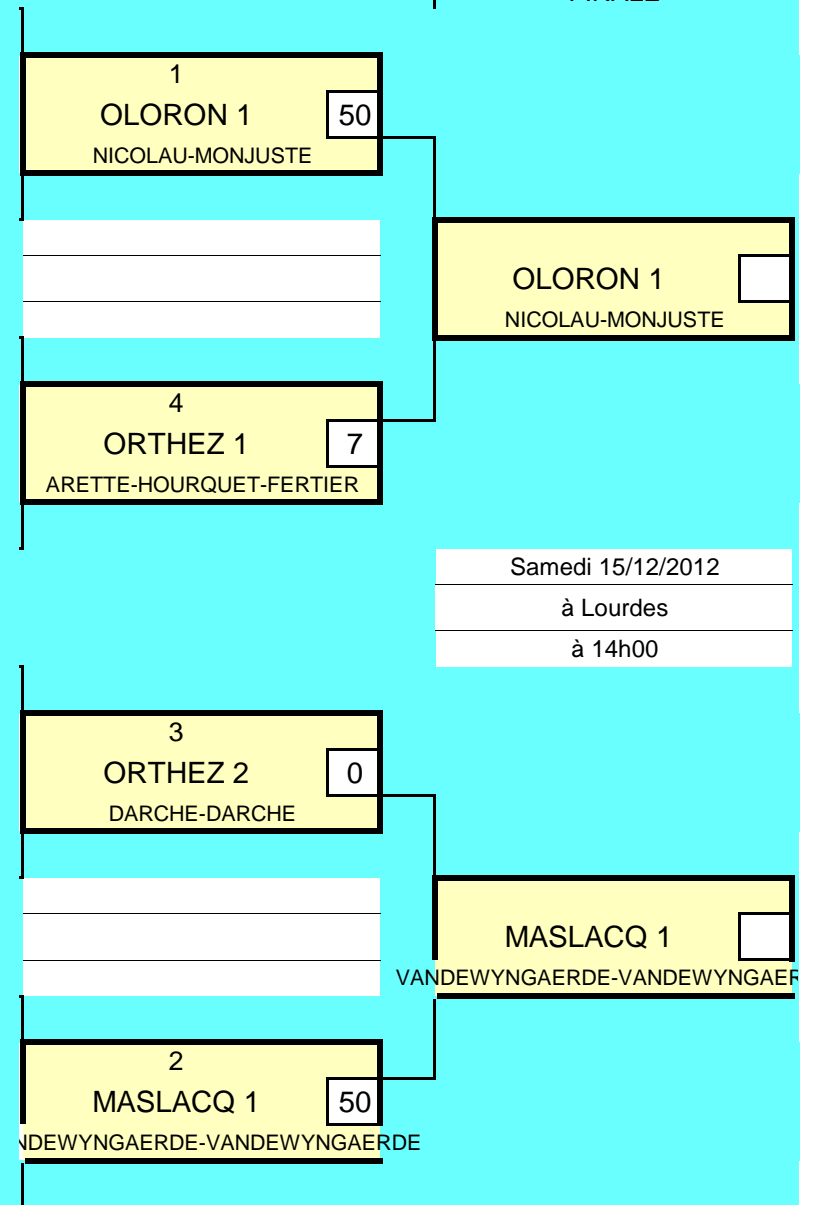 1
OLORON 1 50
NICOLAU-MONJUSTE
OLORON 1
NICOLAU-MONJUSTE
4
ORTHEZ 1 7
ARETTE-HOURQUET-FERTIER
Samedi 15/12/2012
à Lourdes
à 14h00
3
ORTHEZ 2 0
DARCHE-DARCHE
MASLACQ 1
VANDEWYNGAERDE-VANDEWYNGAER
2
MASLACQ 1 50
NDEWYNGAERDE-VANDEWYNGAERDE